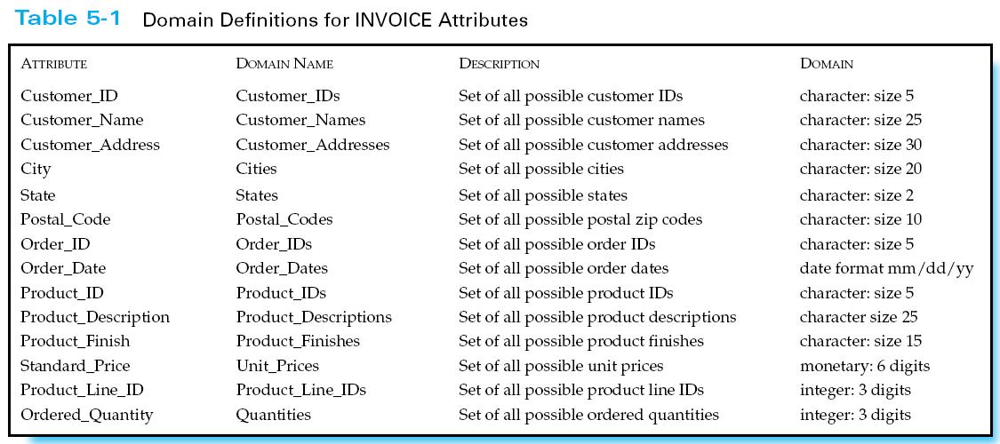 Table 5-1 Domain Definitions for INVOICE Attributes
ATTRIBUTE DOMAIN NAME DESCRIPTION DOMAIN
Customer_ID Customer_IDs Set of all possible customer IDs character: size 5
Customer_Name Customer_Names Set of all possible customer names character: size 25
Customer_Address Customer_Addresses Set of all possible customer addresses character: size 30
City Cities Set of all possible cities character: size 20
State States Set of all possible states character: size 2
Postal_Code Postal_Codes Set of all possible postal zip codes character: size 10
Order_ID Order_IDs Set of all possible order IDs character: size 5
Order_Date Order_Dates Set of all possible order dates date format mm/dd/yy
Product_ID Product_IDs Set of all possible product IDs character: size 5
Product_Description Product_Descriptions Set of all possible product descriptions character size 25
Product_Finish Product_Finishes Set of all possible product finishes character: size 15
Standard_Price Unit_Prices Set of all possible unit prices monetary: 6 digits
Product_Line_ID Product_Line_IDs Set of all possible product line IDs integer: 3 digits
Ordered_Quantity Quantities Set of all possible ordered quantities integer: 3 digits